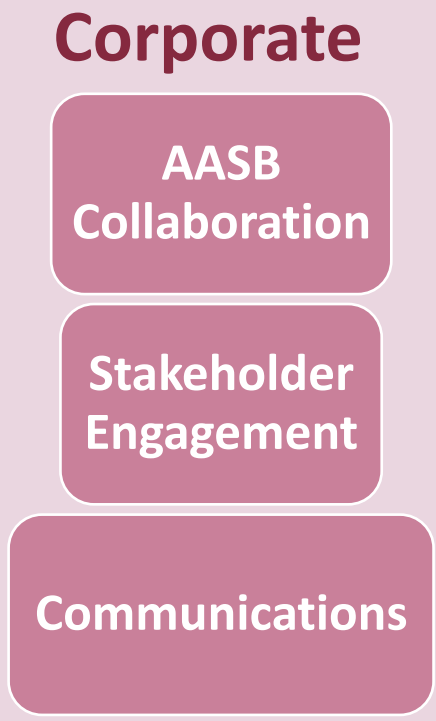 Corporate
AASB
Collaboration
Stakeholder
Engagement
Communications